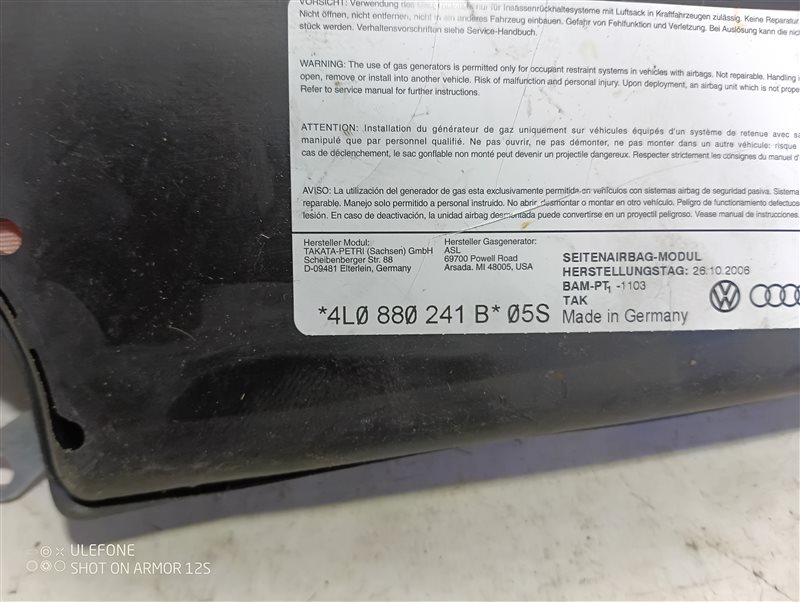 VORSICHT: Verwendung des nur für Insassenrückhaltesysteme mit Luftsack in Kraftfahrzeugen zulässig. Keine Reparatur
Nicht öffnen, nicht entfernen, nicht in ein anderes Fahrzeug einbauen. Gefahr von Fehlfunktion und Verletzung. Bei Auslösung kann die
stück werden. Verhaltensvorschriften siehe Service-Handbuch.
WARNING: The use of gas generators is permitted only for occupant restraint systems in vehicles with airbags. Not repairable. Handling
open, remove or install into another vehicle. Risk of malfunction and personal injury. Upon deployment, an airbag unit which is not
Refer to service manual for further instructions.
ATTENTION: Installation du générateur de gaz uniquement sur véhicules équipés d'un système de retenue avec
manipulé que par personnel qualifié. Ne pas ouvrir, ne pas démonter, ne pas monter dans un autre véhicule: risque
cas de déclenchement, le sac gonflable non monté peut devenir un projectile dangereux. Respecter strictement les consignes du manuel
AVISO: La utilización del generador de gas esta exclusivamente permitida en vehículos con sistemas airbag de seguridad pasiva. Sistema
reparable. Manejo solo permitido a personal instruido. No abrir, desmontar o montar en otro vehículo. Peligro de funcionamiento
lesión. En caso de deactivación, la unidad airbag desmontada puede convertirse en un proyectil peligroso. Vease manual de instrucciones.
Hersteller Modul:
TAKATA-PETRI (Sachsen) GmbH
Scheibenberger Str. 88
D-09481 Elterlein, Germany
Hersteller Gasgenerator:
ASL
69700 Powell Road
Arsada. MI 48005, USA
SEITENAIRBAG-MODUL
HERSTELLUNGSTAG: 26.10.2006
BAM-PT1 -1103
TAK
Made in Germany
*4L0 880 241 B* 05S
ULEFONE
SHOT ON ARMOR 12S